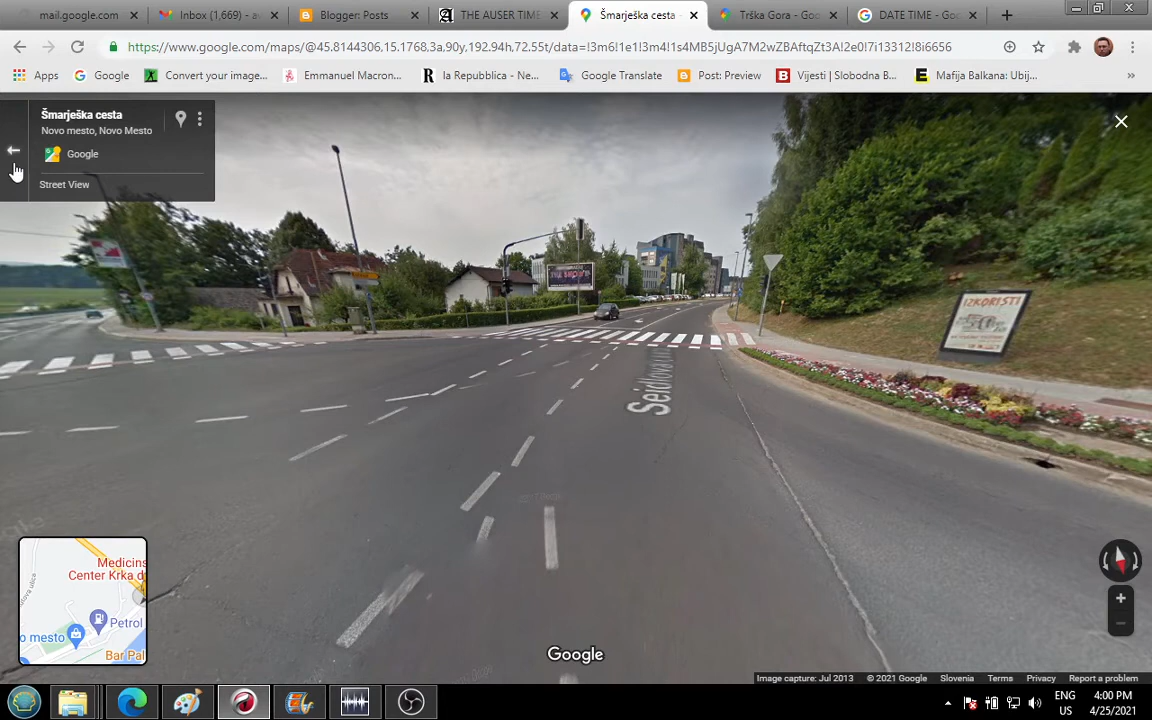 mail.google.com
Inbox (1,669) - a
Blogger: Posts
THE AUSER TIME
Šmarješka cesta -
Trška Gora - Goo
DATE TIME - Goo
https://www.google.com/maps/@45.8144306,15.1768,3a,90y,192.94h,72.55t/data=!3m6!1e1!3m4!1s4MB5jUgA7M2wZBAftqZt3A!2e0!7i13312!8i6656
Apps
Google
Convert your image...
Emmanuel Macron...
la Repubblica - Ne...
Google Translate
Post: Preview
Vijesti | Slobodna B...
Mafija Balkana: Ubij...
»
Šmarješka cesta
Novo mesto, Novo Mesto
Google
Street View
IZKORISTI
50
Seidlova
Medicins
Center Krka d
Petrol
o mesto
Bar Pal
Google
Image capture: Jul 2013
© 2021 Google
Slovenia
Terms
Privacy
Report a problem
ENG
US
4:00 PM
4/25/2021